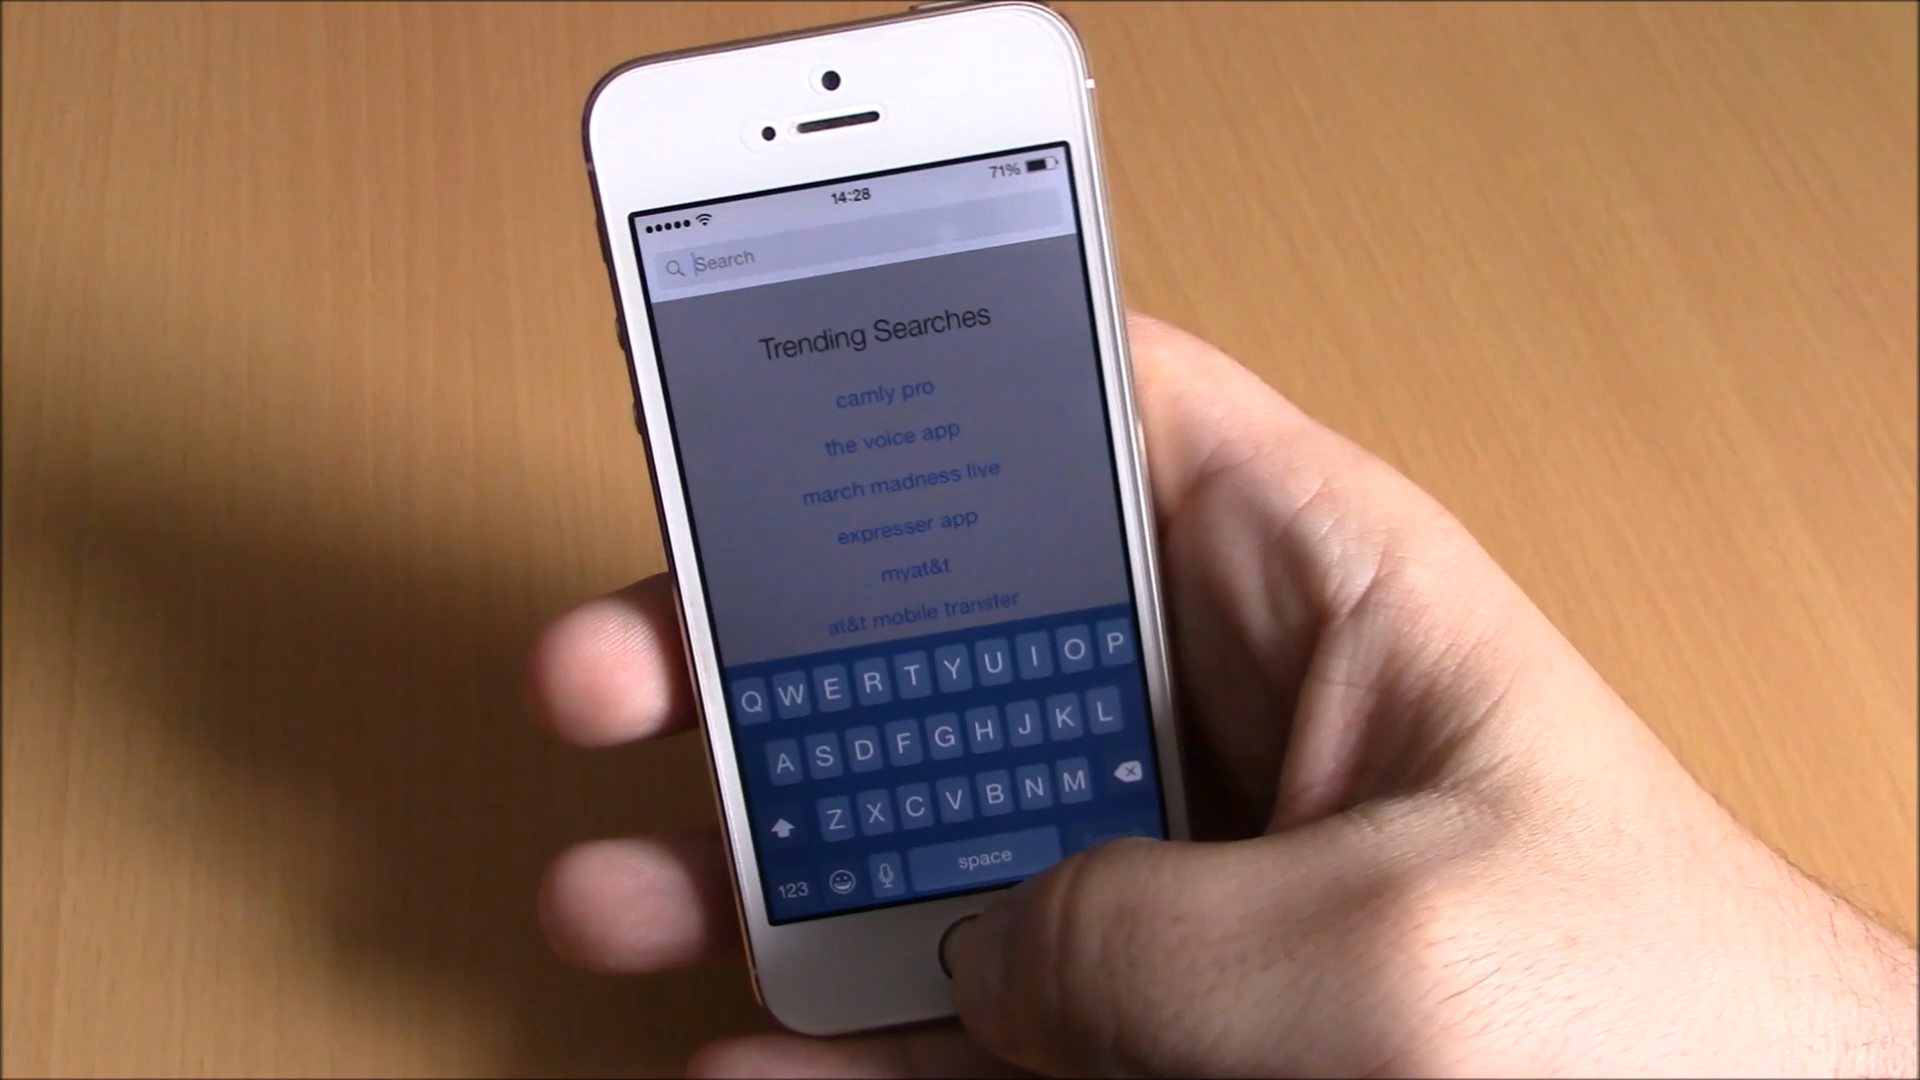 14:28
71%
Search
Trending Searches
camly pro
the voice app
march madness live
expresser app
myat&t
at&t mobile transfer
Q W E R T Y U I O P
A S D F G H J K L
Z X C V B N M
123 space